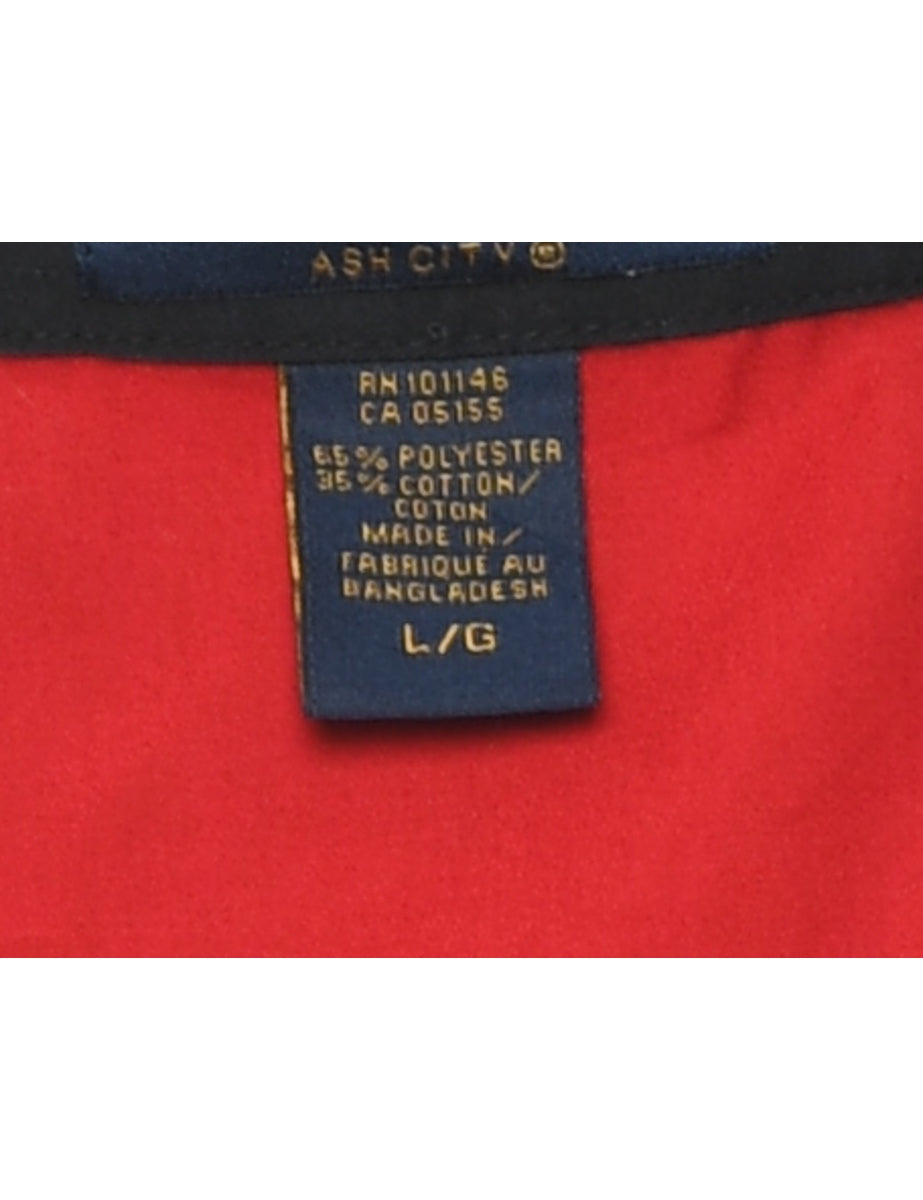 ASH CITY®
RN 101146
CA 05155
65% POLYESTER
35% COTTON/
COTON
MADE IN/
FABRIQUÉ AU
BANGLADESH
L/G